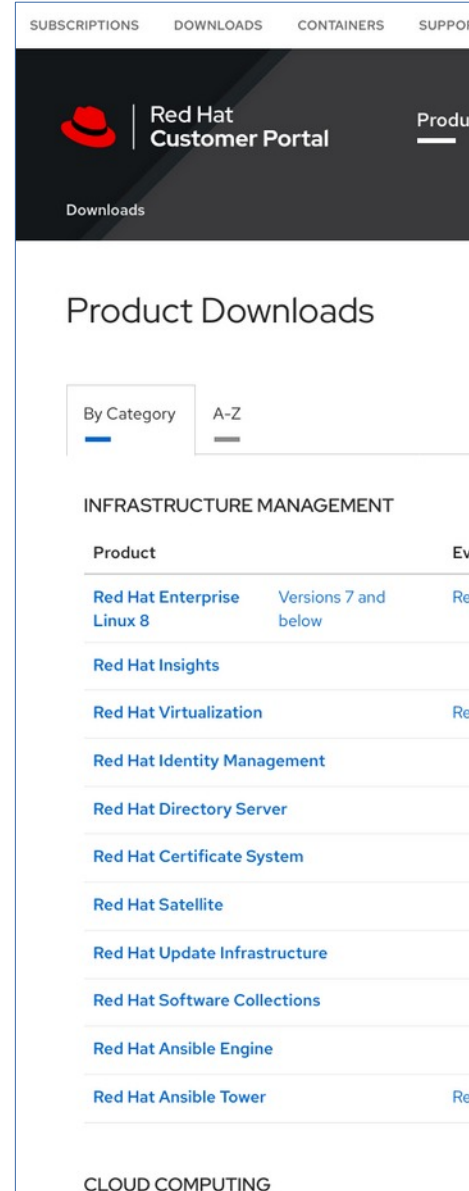 SUBSCRIPTIONS DOWNLOADS CONTAINERS
Red Hat
Customer Portal
Downloads
Product Downloads
By Category A-Z
INFRASTRUCTURE MANAGEMENT
Product
Red Hat Enterprise Versions 7 and
Linux 8 below
Red Hat Insights
Red Hat Virtualization
Red Hat Identity Management
Red Hat Directory Server
Red Hat Certificate System
Red Hat Satellite
Red Hat Update Infrastructure
Red Hat Software Collections
Red Hat Ansible Engine
Red Hat Ansible Tower
CLOUD COMPUTING